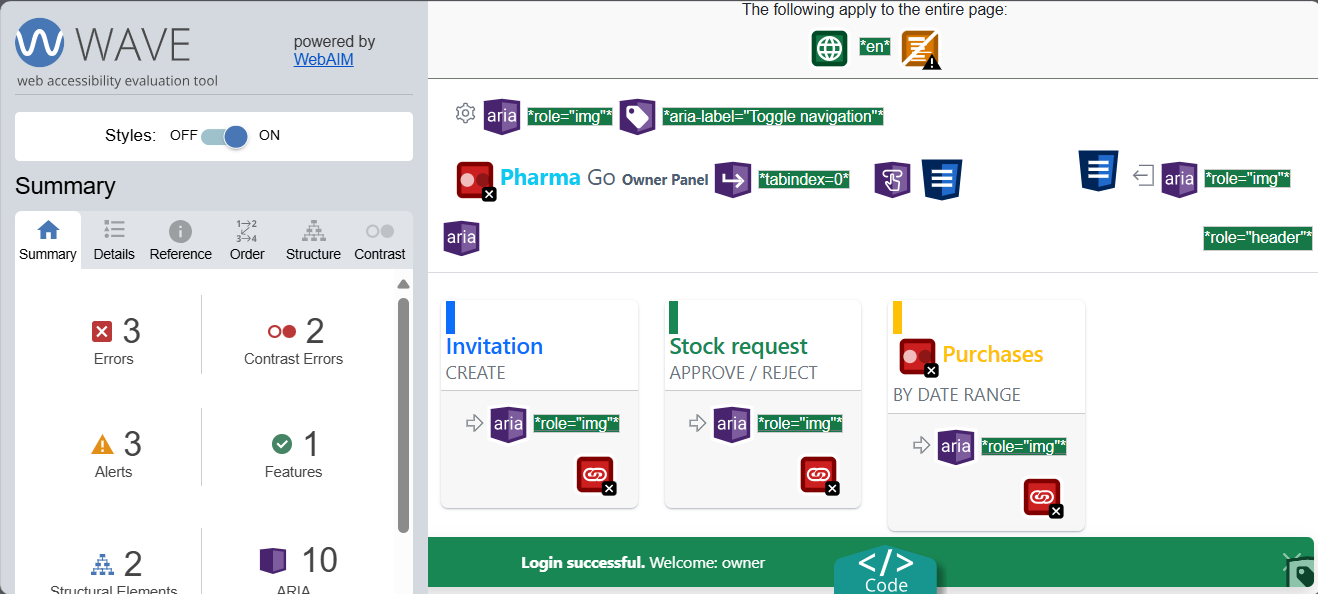 WAVE
web accessibility evaluation tool
powered by
WebAIM
Styles: OFF ON
Summary
Summary Details Reference Order Structure Contrast
3
Errors
2
Contrast Errors
3
Alerts
1
Features
2
Structural Elements
10
ARIA
The following apply to the entire page:
*en*
aria *role="img"* *aria-label="Toggle navigation"*
Pharma Go Owner Panel *tabindex=0* aria *role="img"*
aria *role="header"*
Invitation
CREATE
aria *role="img"*
Stock request
APPROVE / REJECT
aria *role="img"*
Purchases
BY DATE RANGE
aria *role="img"*
Login successful. Welcome: owner
</>
Code